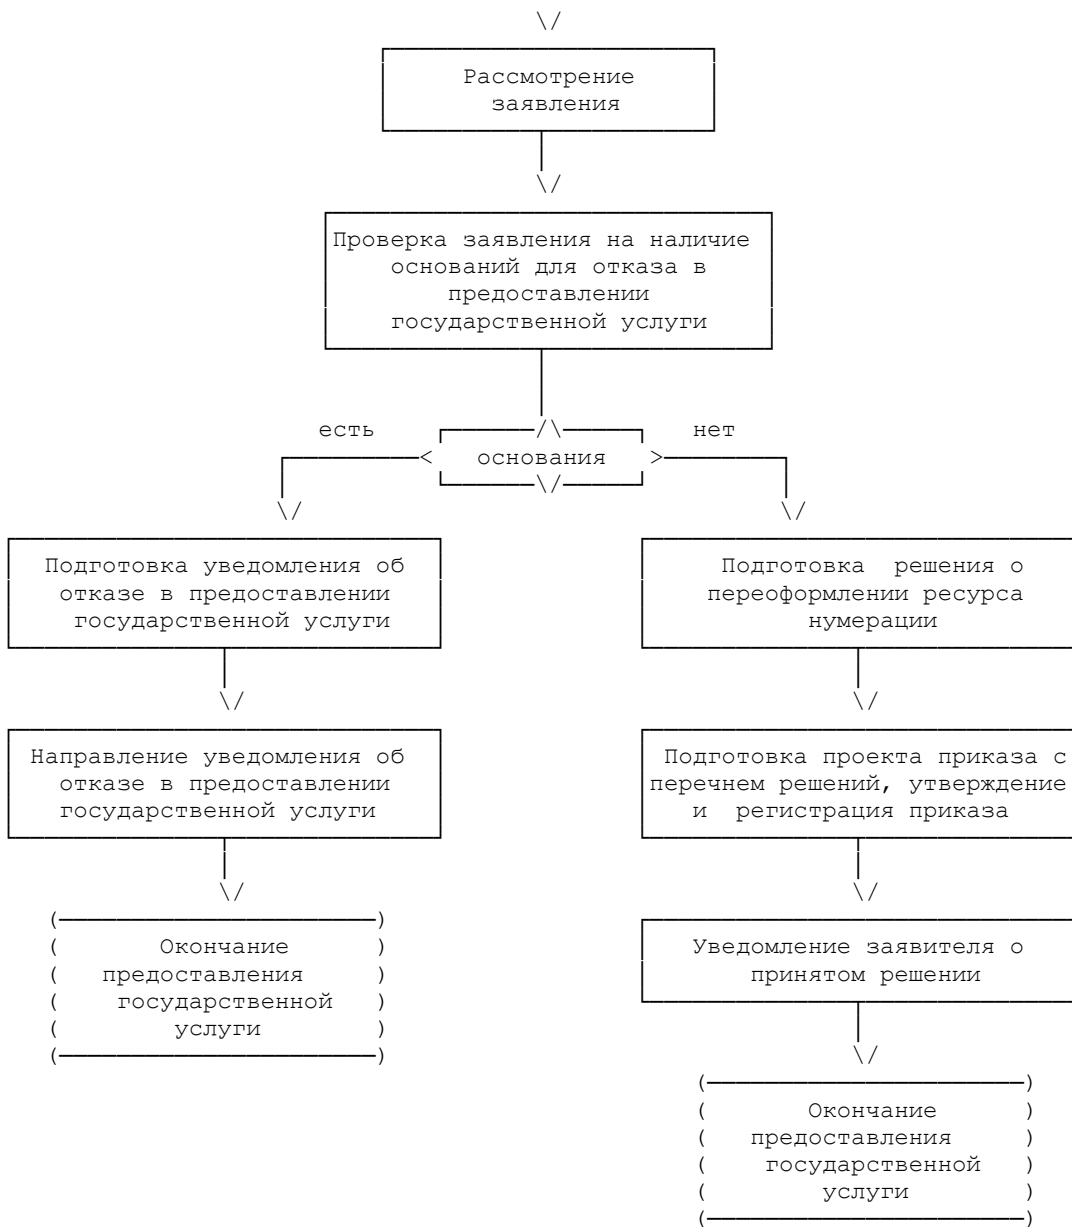 Рассмотрение
заявления
Проверка заявления на наличие
оснований для отказа в
предоставлении
государственной услуги
есть
нет
основания
Подготовка уведомления об
отказе в предоставлении
государственной услуги
Подготовка решения о
переоформлении ресурса
нумерации
Направление уведомления об
отказе в предоставлении
государственной услуги
Подготовка проекта приказа с
перечнем решений, утверждение
и регистрация приказа
Окончание
предоставления
государственной
услуги
Уведомление заявителя о
принятом решении
Окончание
предоставления
государственной
услуги